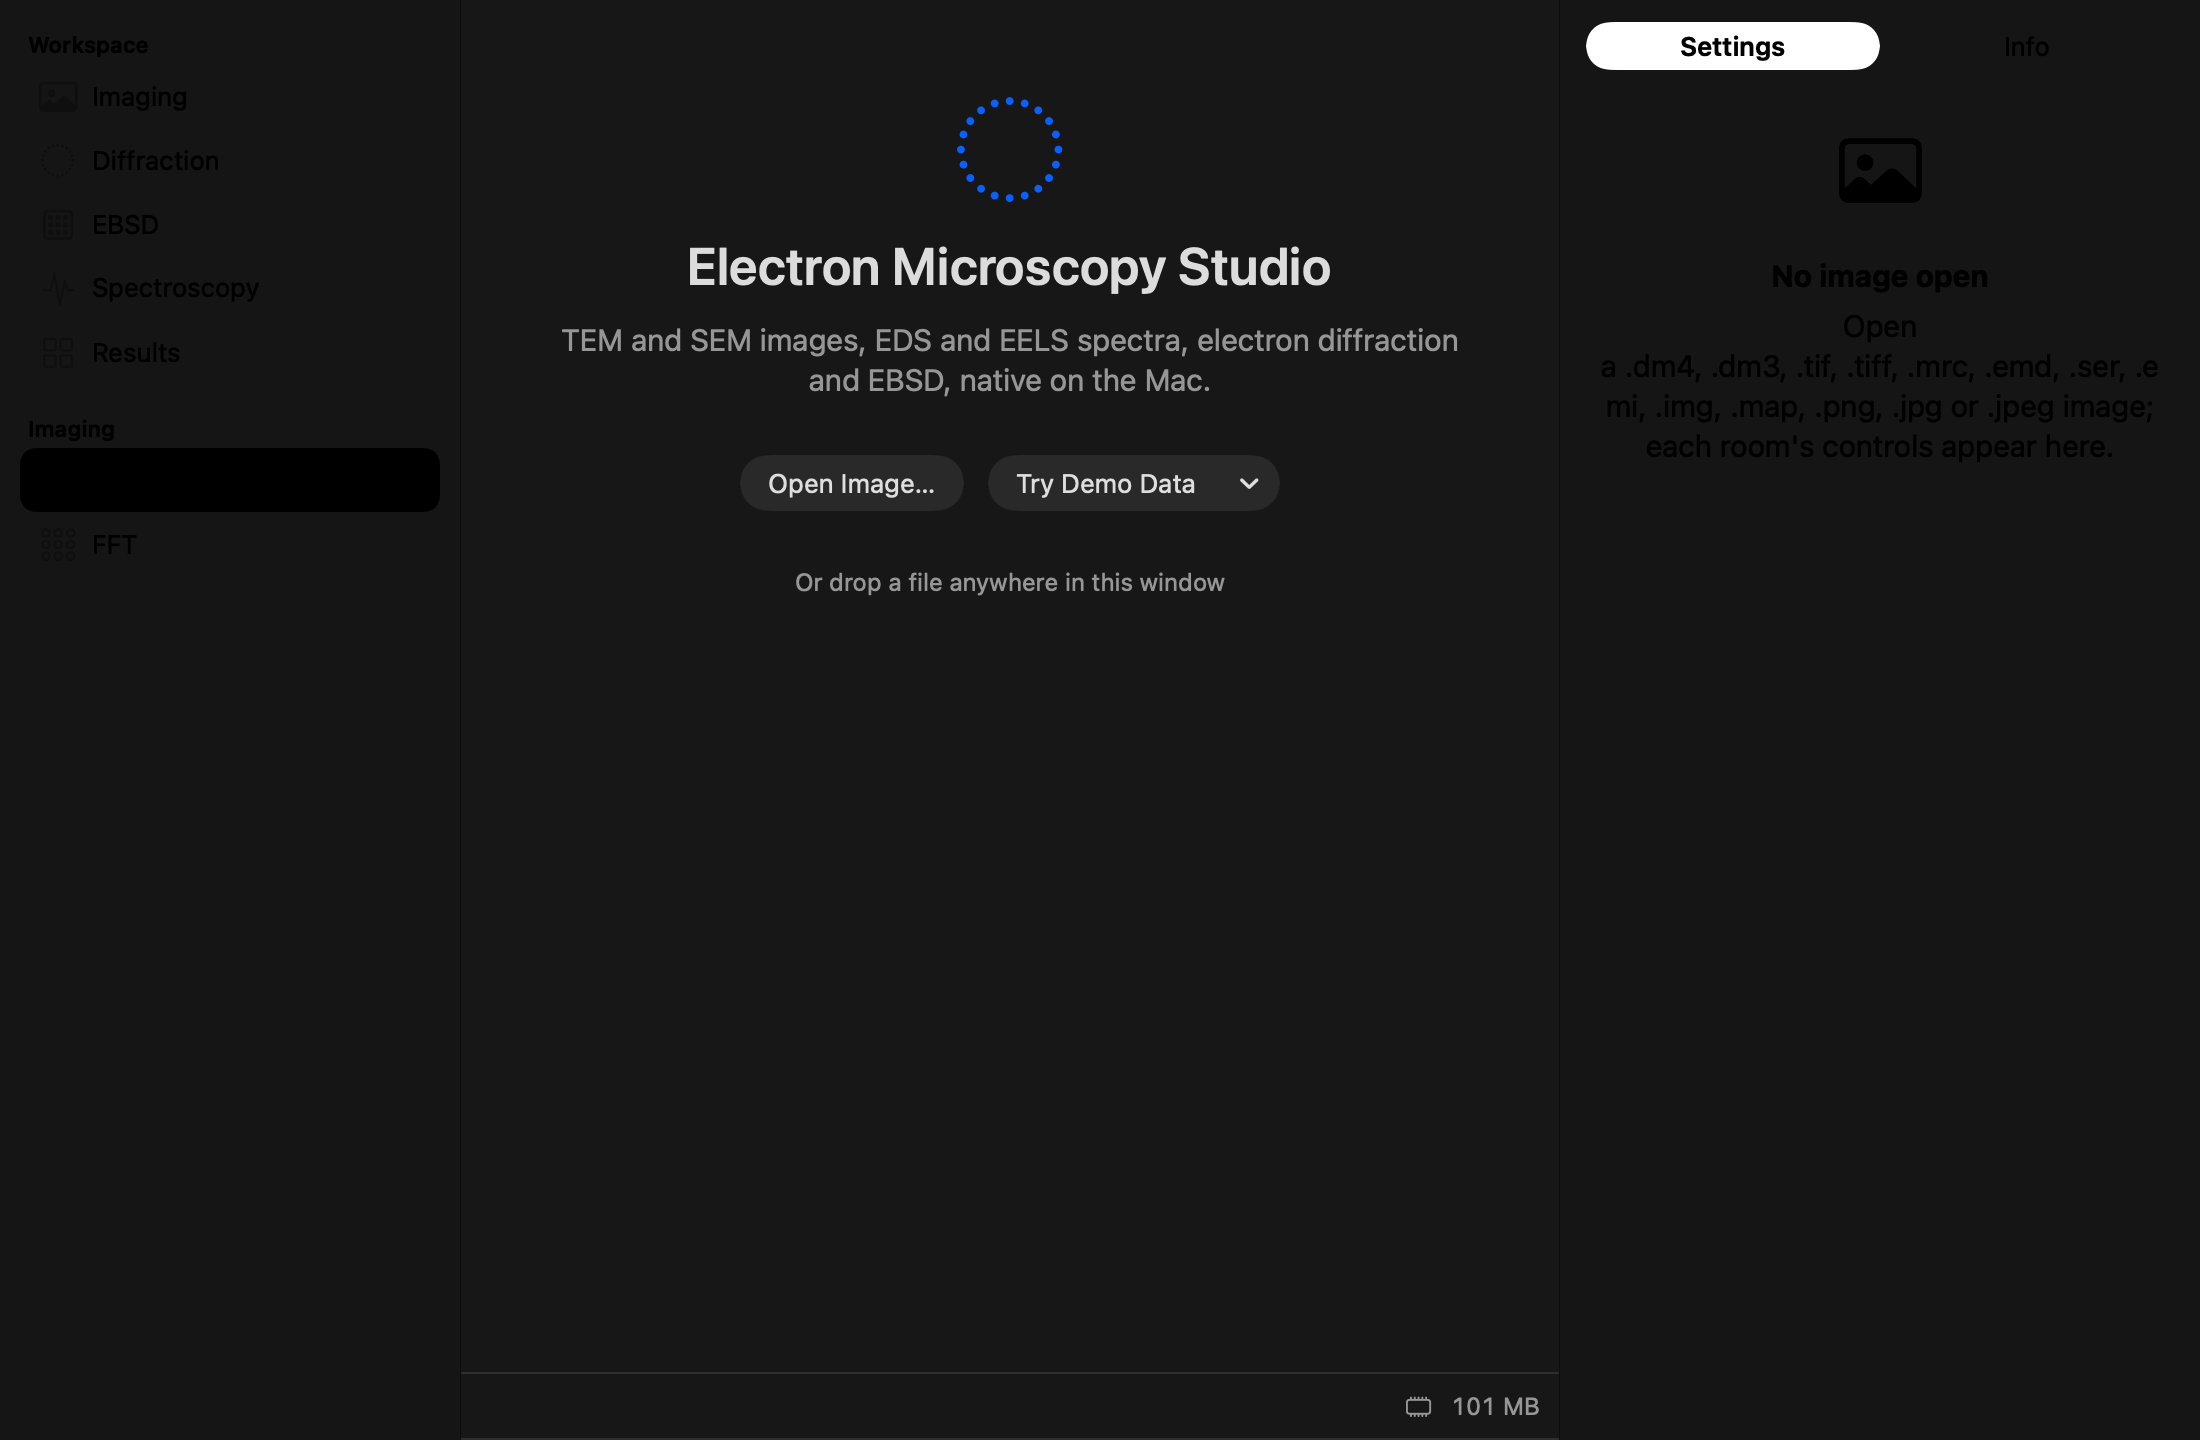 Workspace
Imaging
Diffraction
EBSD
Spectroscopy
Results
Imaging
FFT
Electron Microscopy Studio
TEM and SEM images, EDS and EELS spectra, electron diffraction
and EBSD, native on the Mac.
Open Image...
Try Demo Data
Or drop a file anywhere in this window
101 MB
Settings
Info
No image open
Open
a .dm4, .dm3, .tif, .tiff, .mrc, .emd, .ser, .e
mi, .img, .map, .png, .jpg or .jpeg image;
each room's controls appear here.